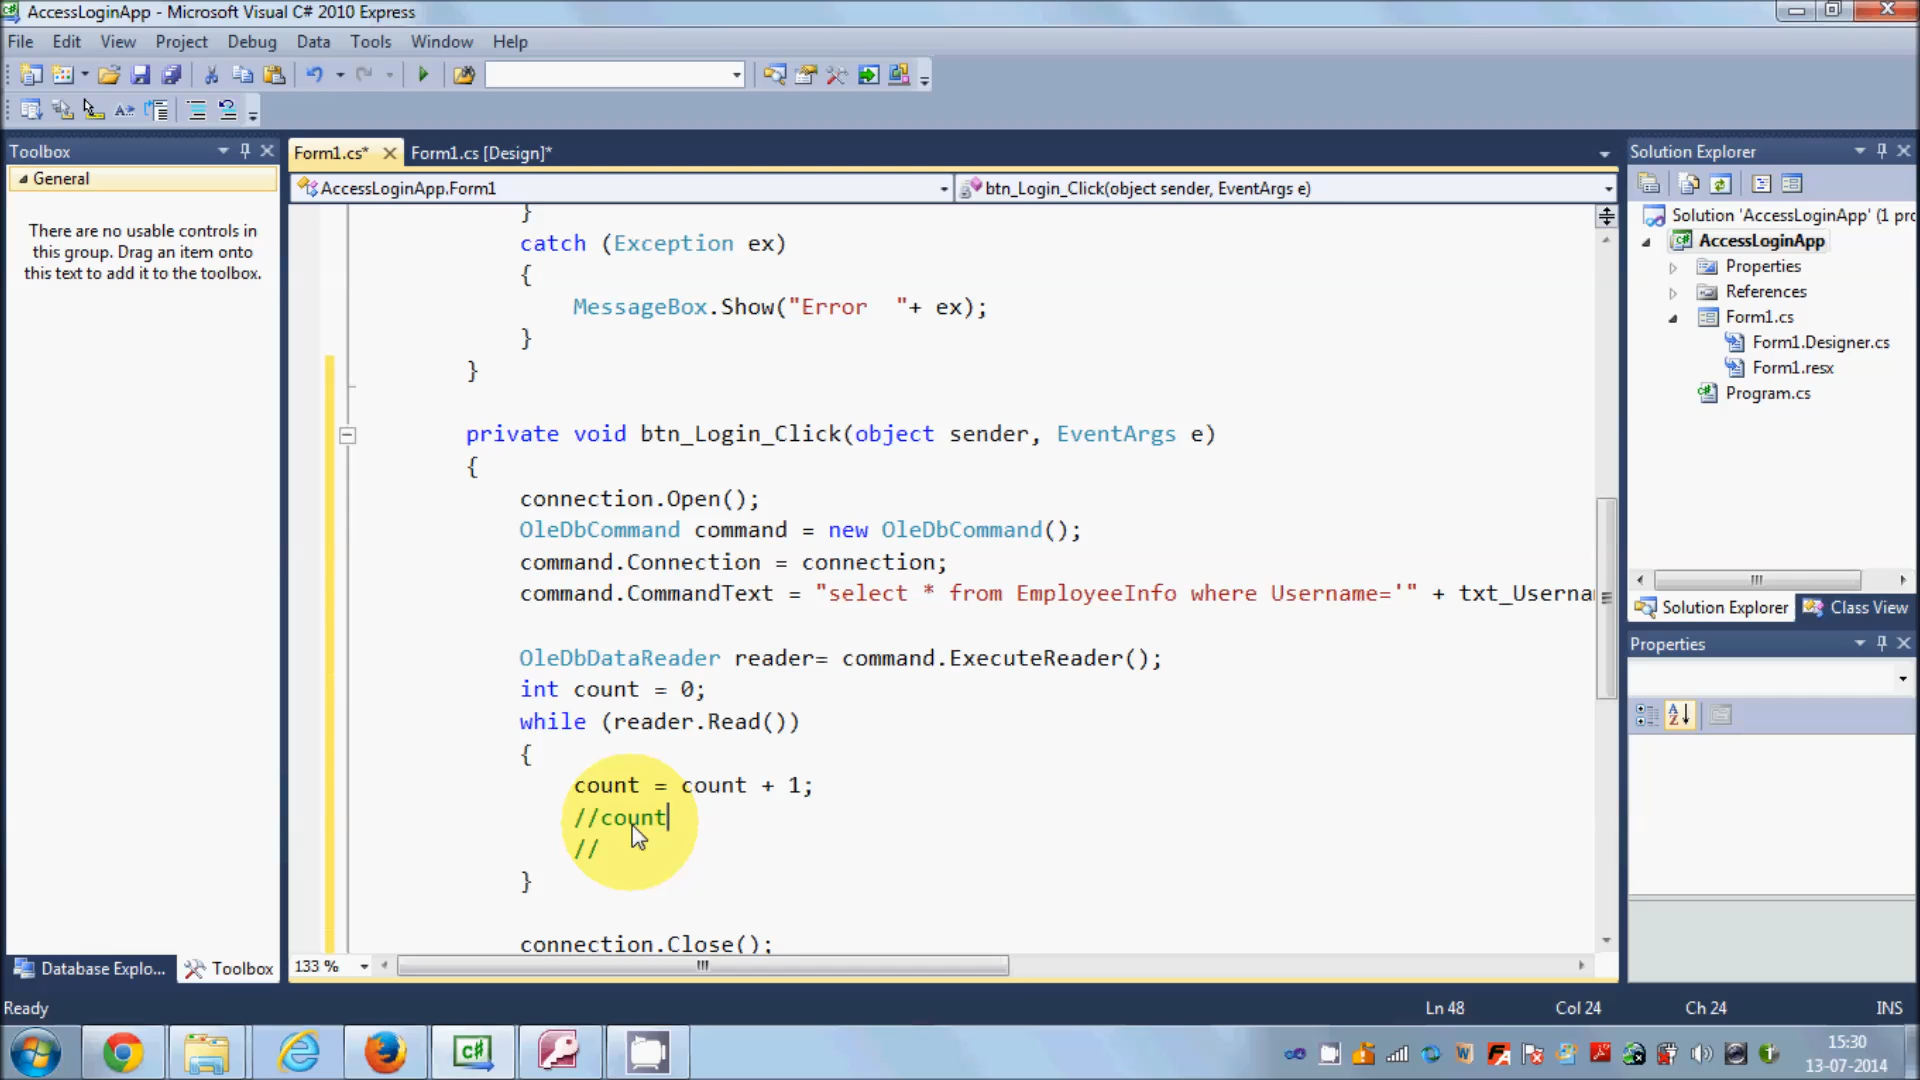 AccessLoginApp - Microsoft Visual C# 2010 Express
File Edit View Project Debug Data Tools Window Help
Toolbox
General
There are no usable controls in
this group. Drag an item onto
this text to add it to the toolbox.
Database Explo...
Toolbox
Form1.cs*
Form1.cs [Design]*
AccessLoginApp.Form1
btn_Login_Click(object sender, EventArgs e)
}
catch (Exception ex)
{
MessageBox.Show("Error  "+ ex);
}
}
private void btn_Login_Click(object sender, EventArgs e)
{
connection.Open();
OleDbCommand command = new OleDbCommand();
command.Connection = connection;
command.CommandText = "select * from EmployeeInfo where Username='" + txt_Userna
OleDbDataReader reader= command.ExecuteReader();
int count = 0;
while (reader.Read())
{
count = count + 1;
//count
//
}
connection.Close();
133 %
Solution Explorer
Solution 'AccessLoginApp' (1 pro
AccessLoginApp
Properties
References
Form1.cs
Form1.Designer.cs
Form1.resx
Program.cs
Solution Explorer
Class View
Properties
Ready
Ln 48
Col 24
Ch 24
INS
15:30
13-07-2014